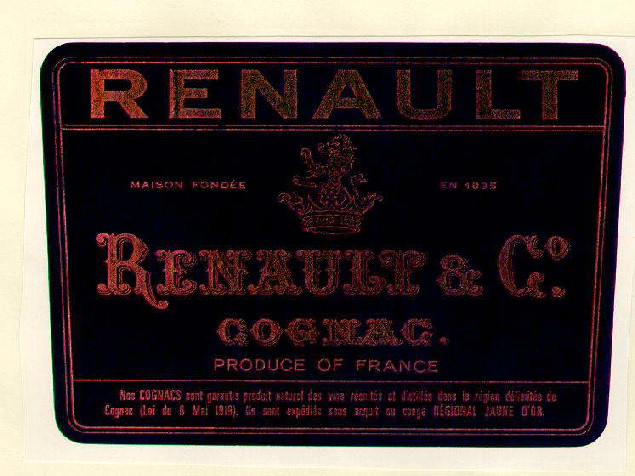 RENAULT
MAISON FONDÉE EN 1835
RENAULT & Co.
COGNAC.
PRODUCE OF FRANCE
Nos COGNACS sont garantis produit naturel des vins récoltés et distillés dans la région délimitée de
Cognac (Loi du 6 Mai 1919). Ils sont expédiés sous acquit ou congé RÉGIONAL JAUNE D'OR.